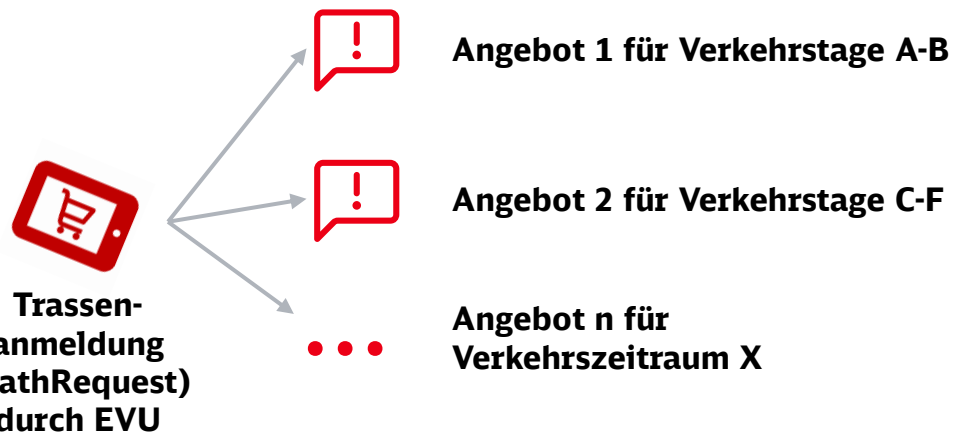 Angebot 1 für Verkehrstage A-B
Angebot 2 für Verkehrstage C-F
Trassen-
anmeldung
athRequest)
durch EVU
Angebot n für
Verkehrszeitraum X